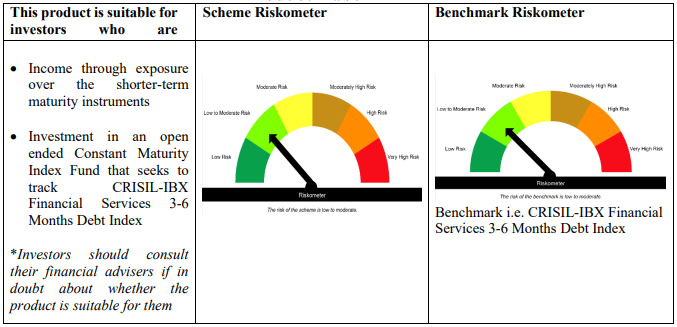 This product is suitable for
investors who are
• Income through exposure
over the shorter-term
maturity instruments
• Investment in an open
ended Constant Maturity
Index Fund that seeks to
track CRISIL-IBX
Financial Services 3-6
Months Debt Index
*Investors should consult
their financial advisers if in
doubt about whether the
product is suitable for them
Scheme Riskometer
Moderate Risk
Moderately High Risk
Low to Moderate Risk
High Risk
Low Risk
Very High Risk
Riskometer
The risk of the scheme is low to moderate.
Benchmark Riskometer
Moderate Risk
Moderately High Risk
Low to Moderate Risk
High Risk
Low Risk
Very High Risk
Riskometer
The risk of the benchmark is low to moderate.
Benchmark i.e. CRISIL-IBX Financial
Services 3-6 Months Debt Index